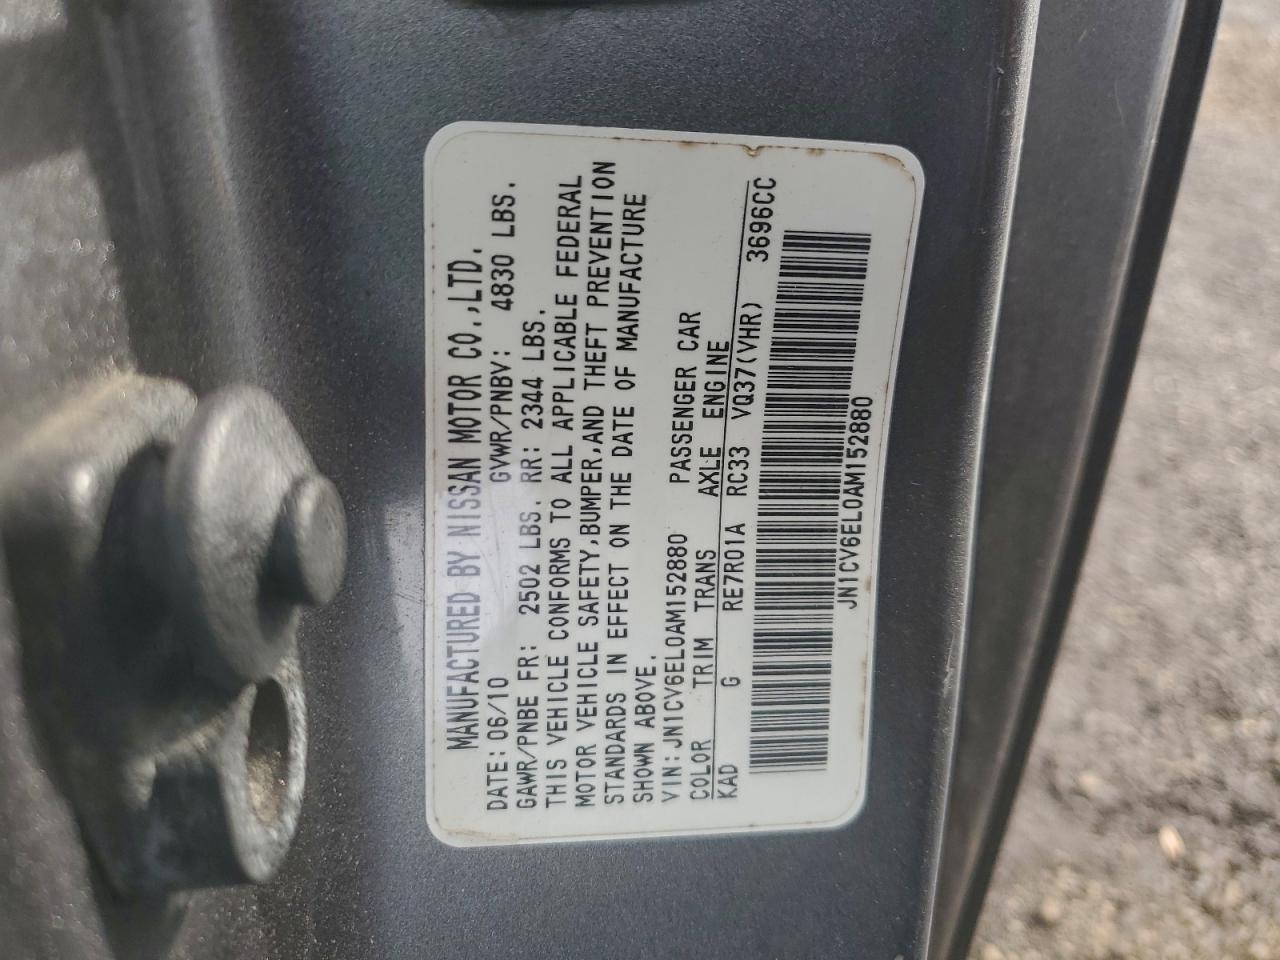 MANUFACTURED BY NISSAN MOTOR CO.,LTD.
DATE: 06/10 GVWR/PNBV: 4830 LBS.
GAWR/PNBE FR: 2502 LBS. RR: 2344 LBS.
THIS VEHICLE CONFORMS TO ALL APPLICABLE FEDERAL
MOTOR VEHICLE SAFETY,BUMPER,AND THEFT PREVENTION
STANDARDS IN EFFECT ON THE DATE OF MANUFACTURE
SHOWN ABOVE.
VIN:JN1CV6EL0AM152880 PASSENGER CAR
COLOR TRIM TRANS AXLE ENGINE
KAD G RE7R01A RC33 VQ37(VHR) 3696CC
JN1CV6EL0AM152880